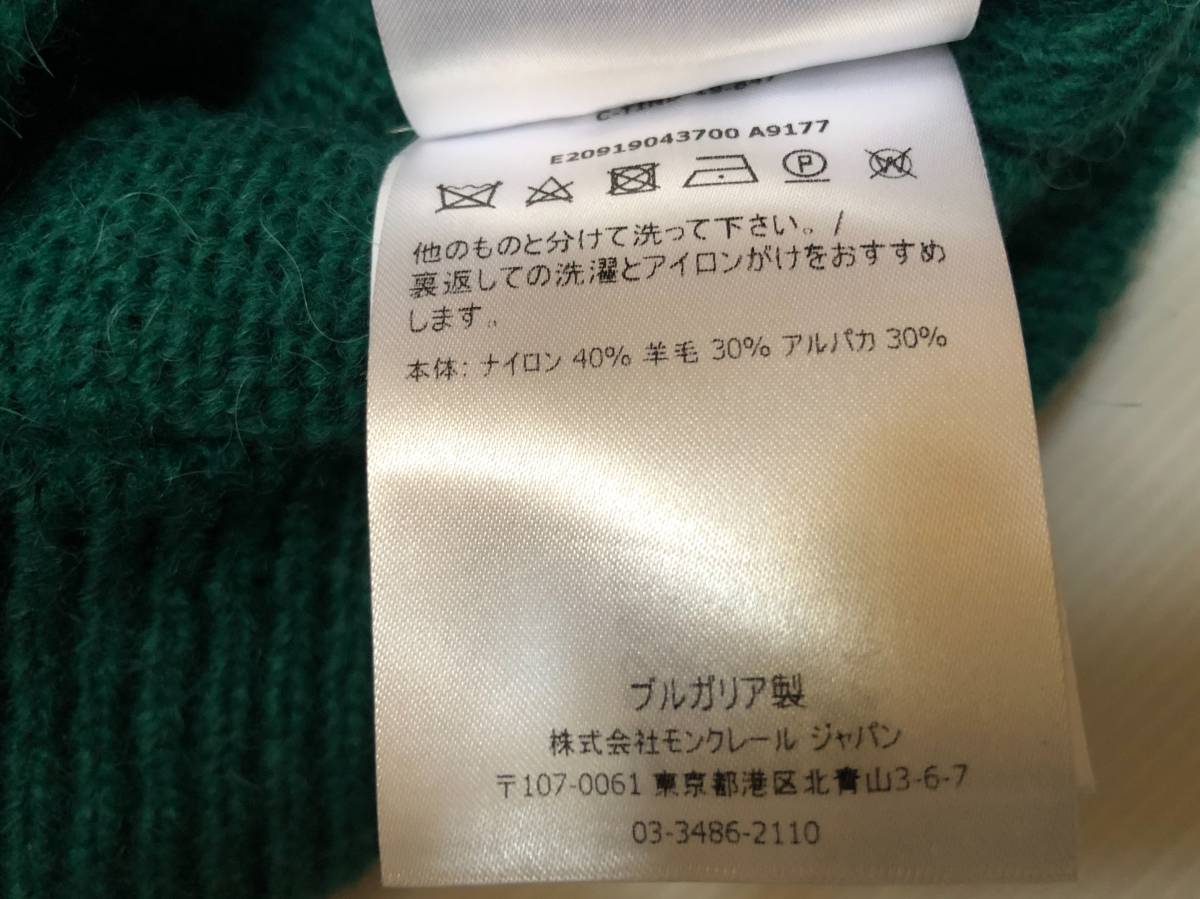 E20919043700 A9177
他のものと分けて洗って下さい。/
裏返しての洗濯とアイロンがけをおすすめ
します。
本体: ナイロン 40% 羊毛 30% アルパカ 30%
ブルガリア製
株式会社モンクレール ジャパン
〒107-0061 東京都港区北青山3-6-7
03-3486-2110